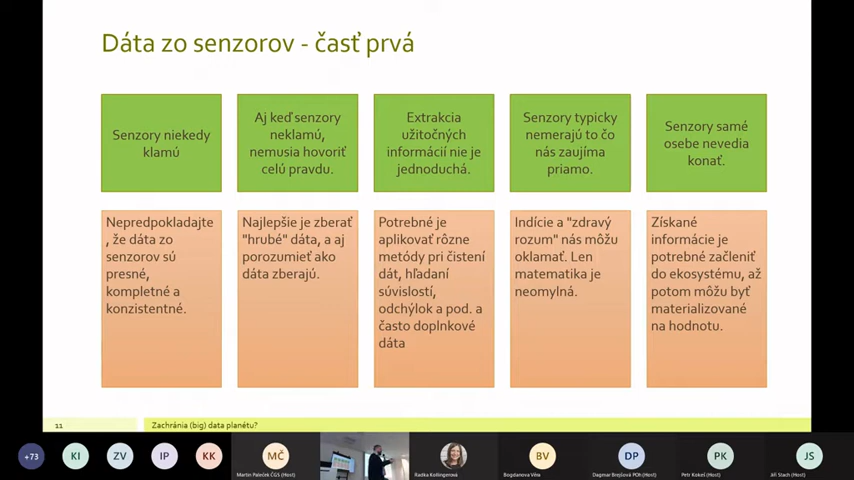 Dáta zo senzorov - časť prvá
Senzory niekedy
klamú
Aj keď senzory
neklamú,
nemusia hovoriť
celú pravdu.
Extrakcia
užitočných
informácií nie je
jednoduchá.
Senzory typicky
nemerajú to čo
nás zaujíma
priamo.
Senzory samé
osebe nevedia
konať.
Nepredpokladajte
, že dáta zo
senzorov sú
presné,
kompletné a
konzistentné.
Najlepšie je zberať
"hrubé" dáta, a aj
porozumieť ako
dáta zberajú.
Potrebné je
aplikovať rôzne
metódy pri čistení
dát, hľadaní
súvislostí,
odchýlok a pod. a
často doplnkové
dáta
Indície a "zdravý
rozum" nás môžu
oklamať. Len
matematika je
neomylná.
Získané
informácie je
potrebné začleniť
do ekosystému, až
potom môžu byť
materializované
na hodnotu.
11
Zachránia (big) data planétu?
+73
KI
ZV
IP
KK
MČ
BV
DP
PK
JS
Martin Paleček ČGS (Host)
Radka Kollingerová
Bogdanova Věra
Dagmar Brejšová POh (Host)
Petr Kokeš (Host)
Jiří Stach (Host)